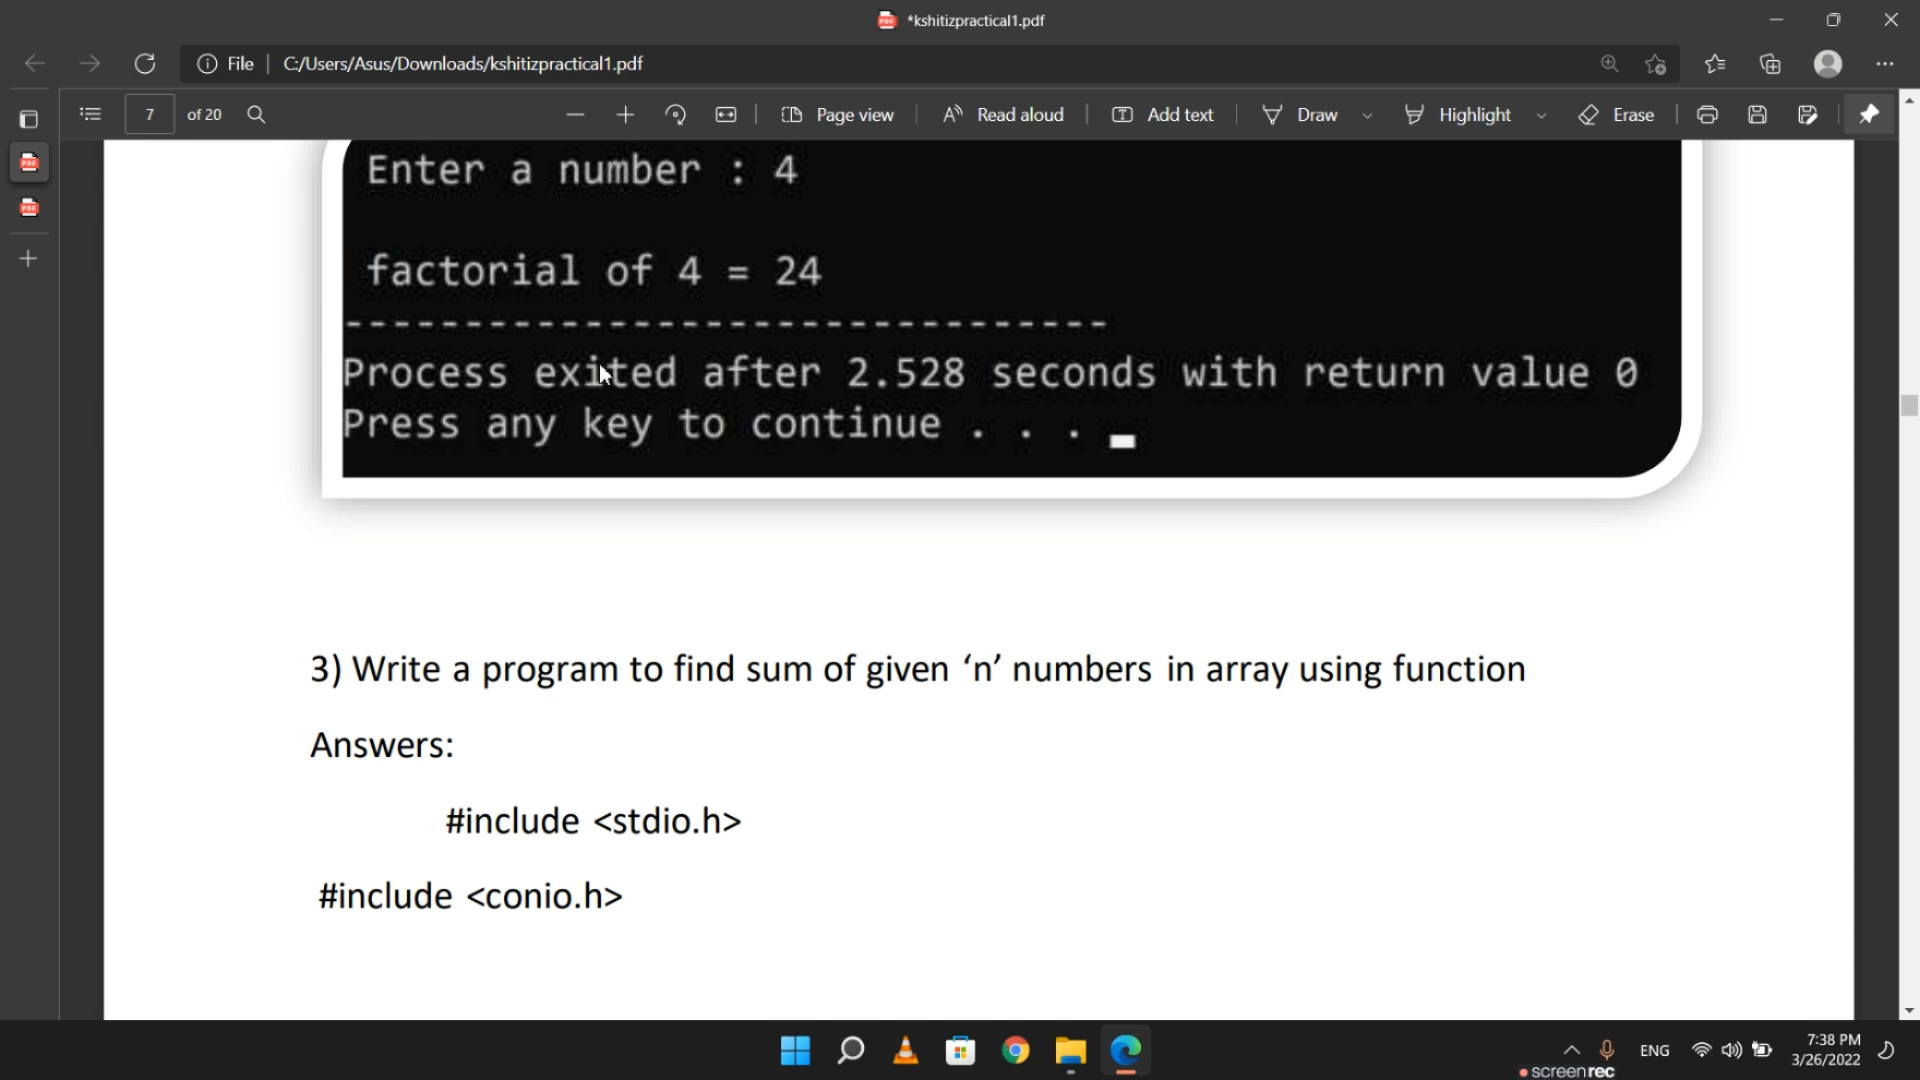 *kshitizpractical1.pdf
File C:/Users/Asus/Downloads/kshitizpractical1.pdf
7 of 20 Page view Read aloud Add text Draw Highlight Erase
Enter a number : 4
factorial of 4 = 24
--------------------------------
Process exited after 2.528 seconds with return value 0
Press any key to continue . . .
3) Write a program to find sum of given ‘n’ numbers in array using function
Answers:
#include <stdio.h>
#include <conio.h>
ENG 7:38 PM
3/26/2022
screenrec